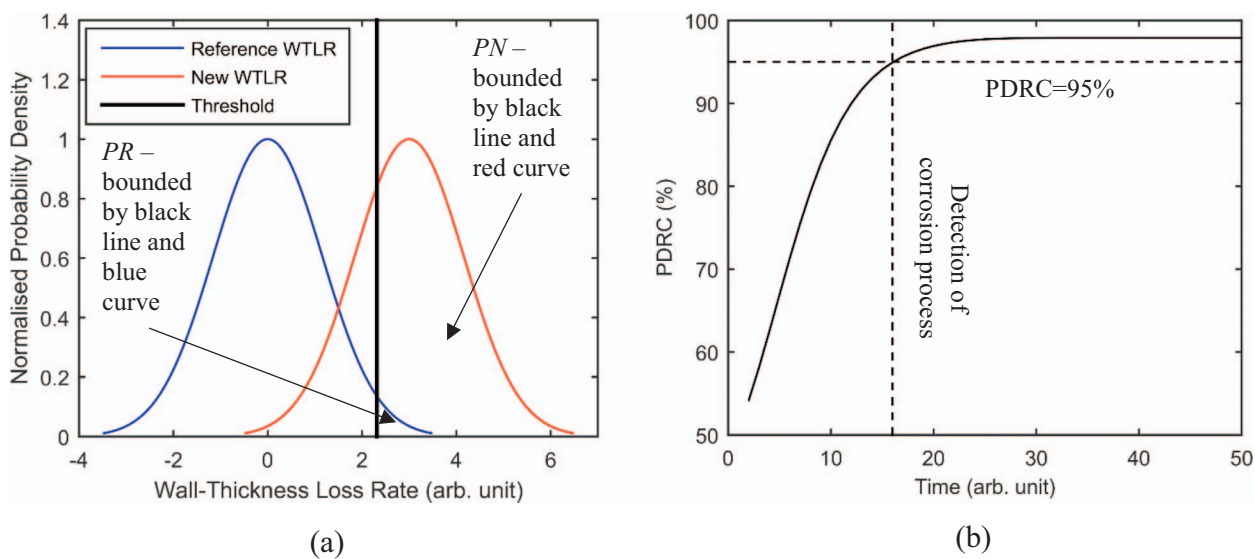 1.4
1.2
1
0.8
0.6
0.4
0.2
0
Normalised Probability Density
Reference WTLR
New WTLR
Threshold
PR –
bounded
by black
line and
blue
curve
PN –
bounded
by black
line and
red curve
-4
-2
0
2
4
6
Wall-Thickness Loss Rate (arb. unit)
(a)
100
90
80
70
60
50
PDRC (%)
PDRC=95%
Detection of
corrosion process
0
10
20
30
40
50
Time (arb. unit)
(b)